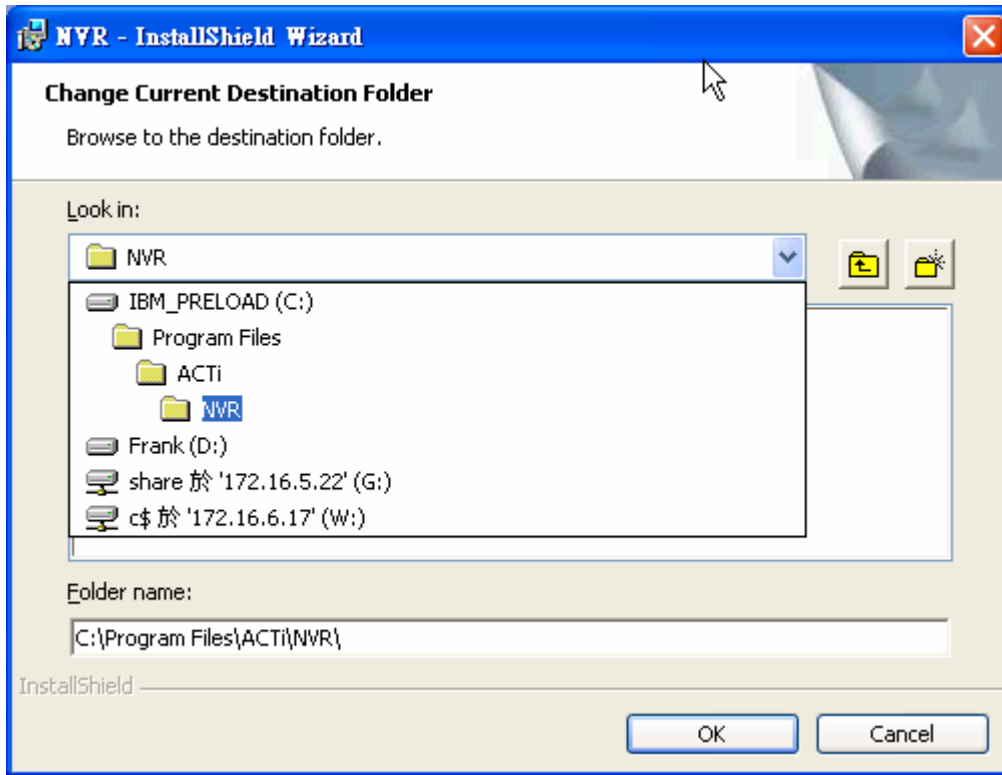 NVR - InstallShield Wizard
Change Current Destination Folder
Browse to the destination folder.
Look in:
NVR
IBM_PRELOAD (C:)
Program Files
ACTi
NVR
Frank (D:)
share 於 '172.16.5.22' (G:)
c$ 於 '172.16.6.17' (W:)
Folder name:
C:\Program Files\ACTi\NVR\
InstallShield
OK
Cancel